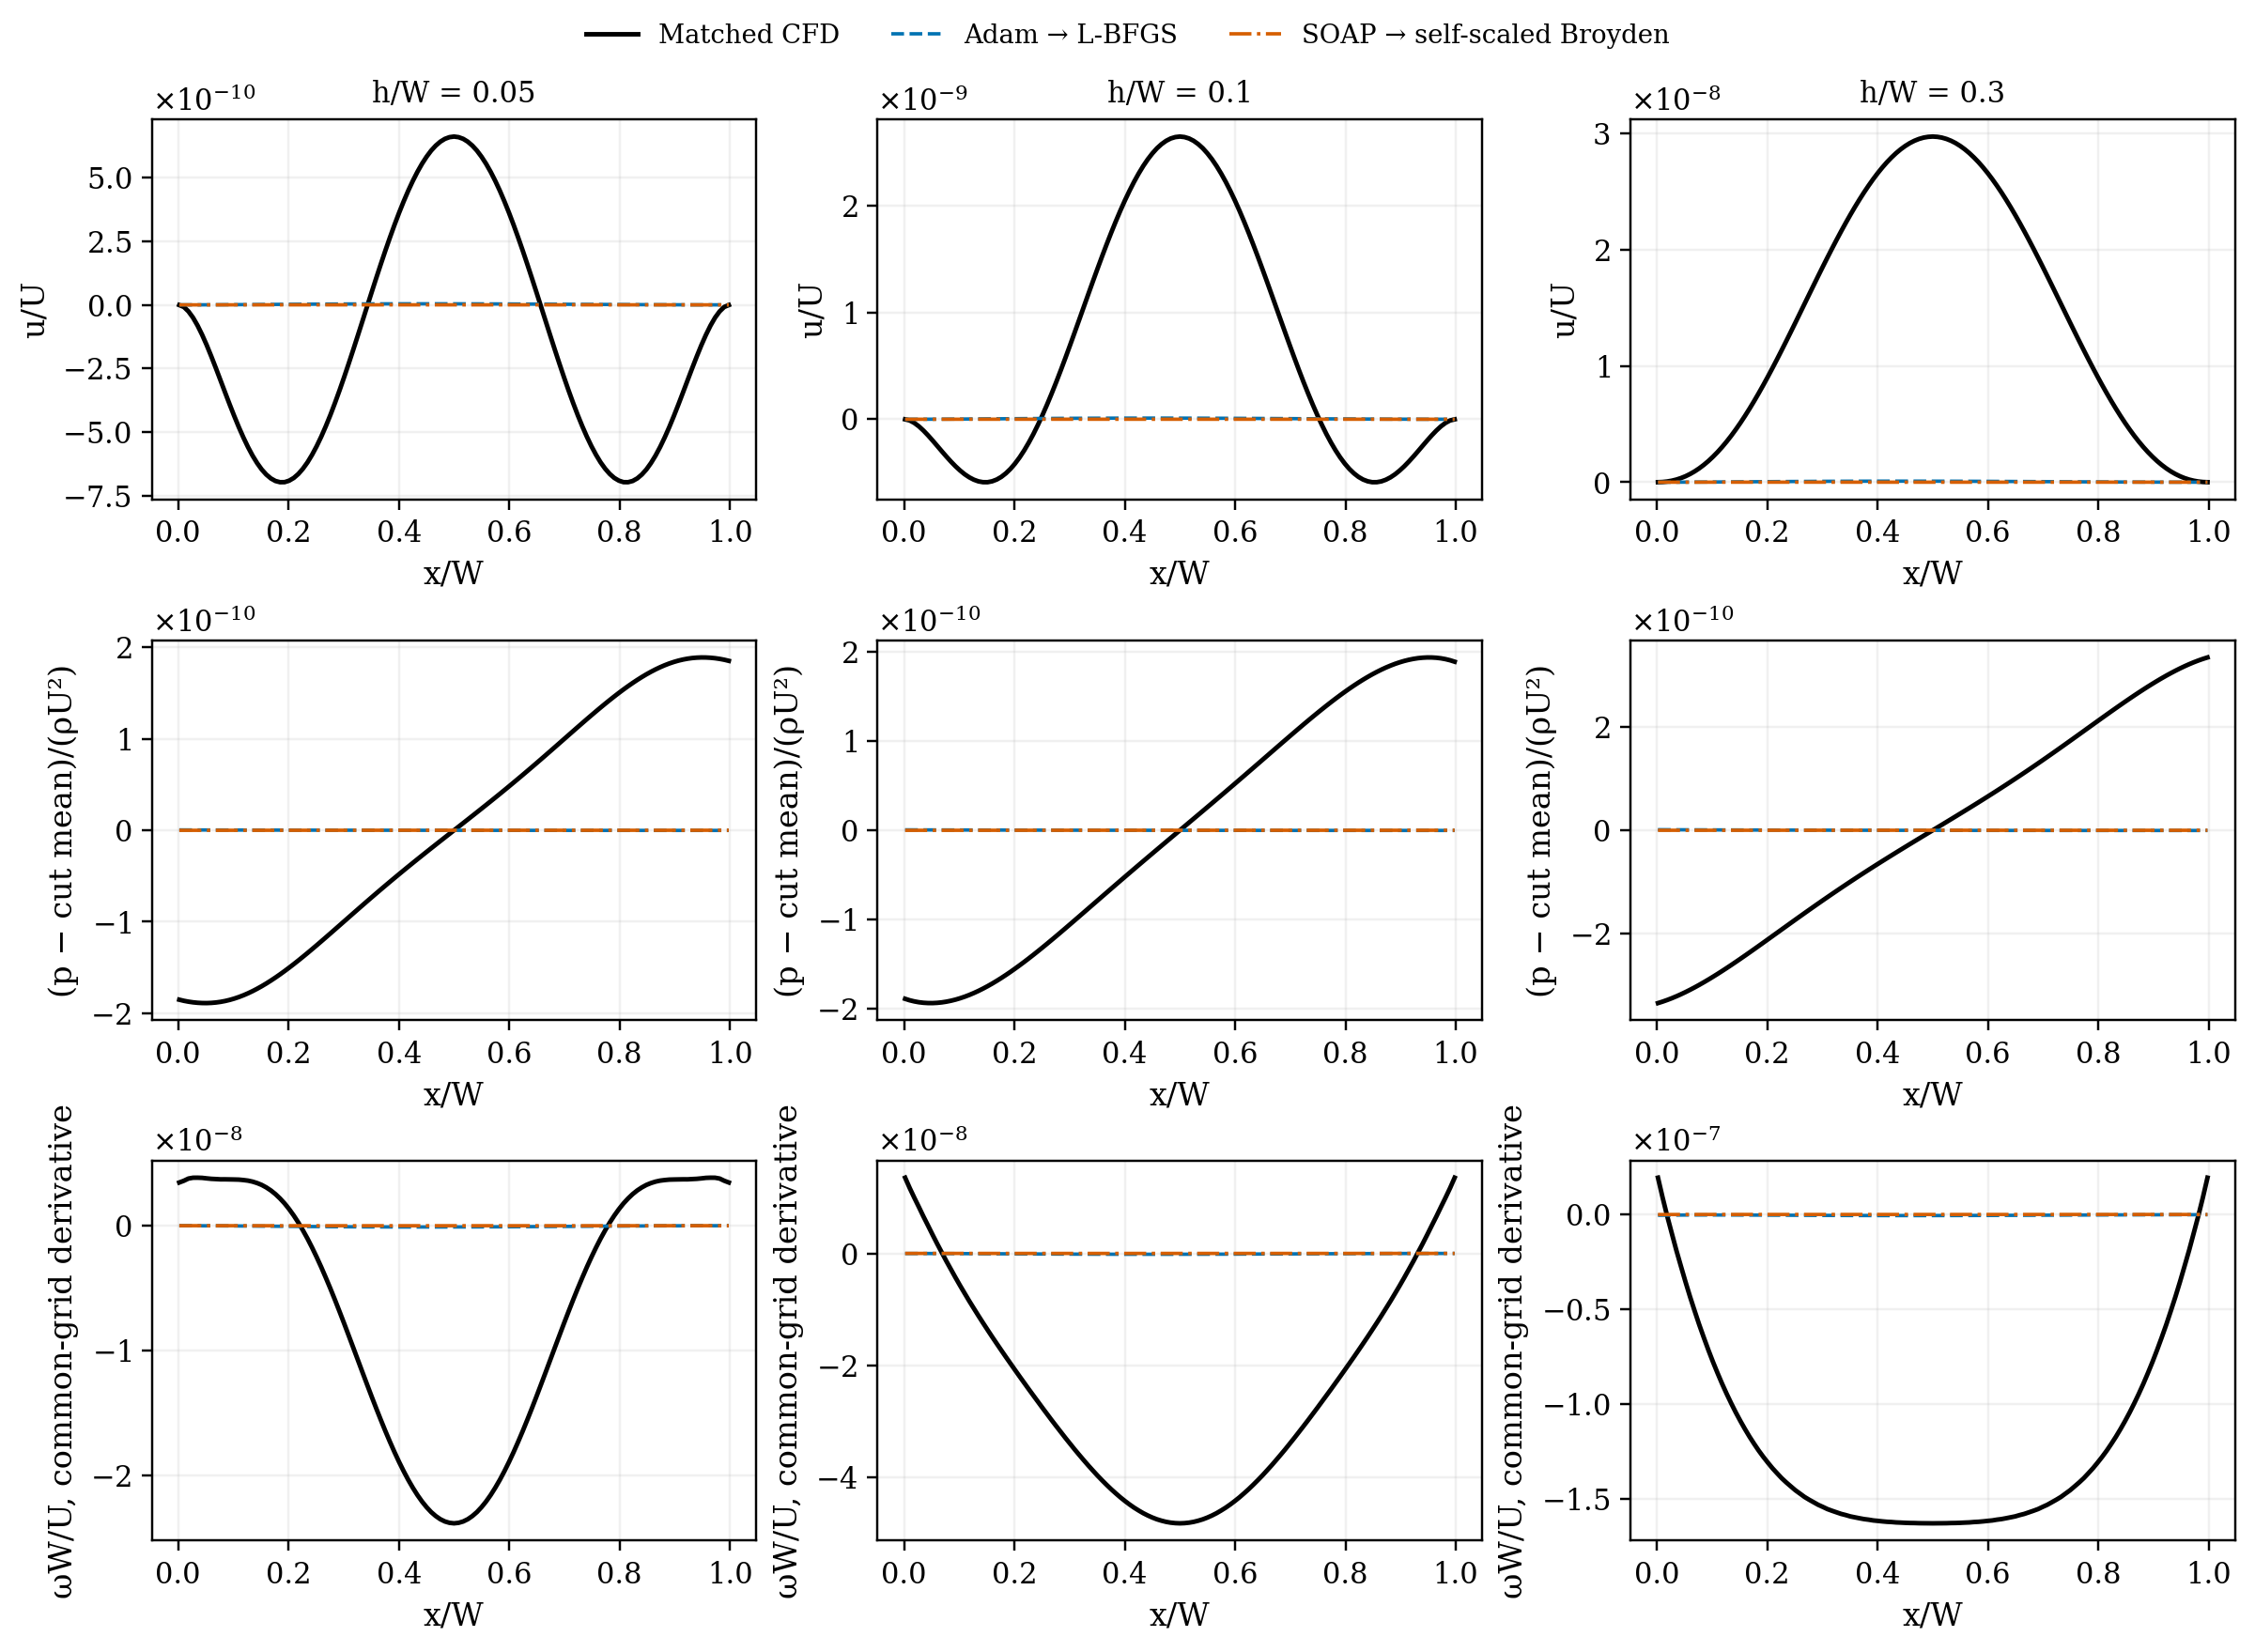 Matched CFD
Adam → L-BFGS
SOAP → self-scaled Broyden
×10⁻¹⁰
h/W = 0.05
5.0
2.5
0.0
−2.5
−5.0
−7.5
u/U
0.0 0.2 0.4 0.6 0.8 1.0
x/W
×10⁻⁹
h/W = 0.1
2
1
0
u/U
0.0 0.2 0.4 0.6 0.8 1.0
x/W
×10⁻⁸
h/W = 0.3
3
2
1
0
u/U
0.0 0.2 0.4 0.6 0.8 1.0
x/W
×10⁻¹⁰
2
1
0
−1
−2
(p − cut mean)/(ρU²)
0.0 0.2 0.4 0.6 0.8 1.0
x/W
×10⁻¹⁰
2
1
0
−1
−2
(p − cut mean)/(ρU²)
0.0 0.2 0.4 0.6 0.8 1.0
x/W
×10⁻¹⁰
2
0
−2
(p − cut mean)/(ρU²)
0.0 0.2 0.4 0.6 0.8 1.0
x/W
×10⁻⁸
0
−1
−2
ωW/U, common-grid derivative
0.0 0.2 0.4 0.6 0.8 1.0
x/W
×10⁻⁸
0
−2
−4
ωW/U, common-grid derivative
0.0 0.2 0.4 0.6 0.8 1.0
x/W
×10⁻⁷
0.0
−0.5
−1.0
−1.5
ωW/U, common-grid derivative
0.0 0.2 0.4 0.6 0.8 1.0
x/W